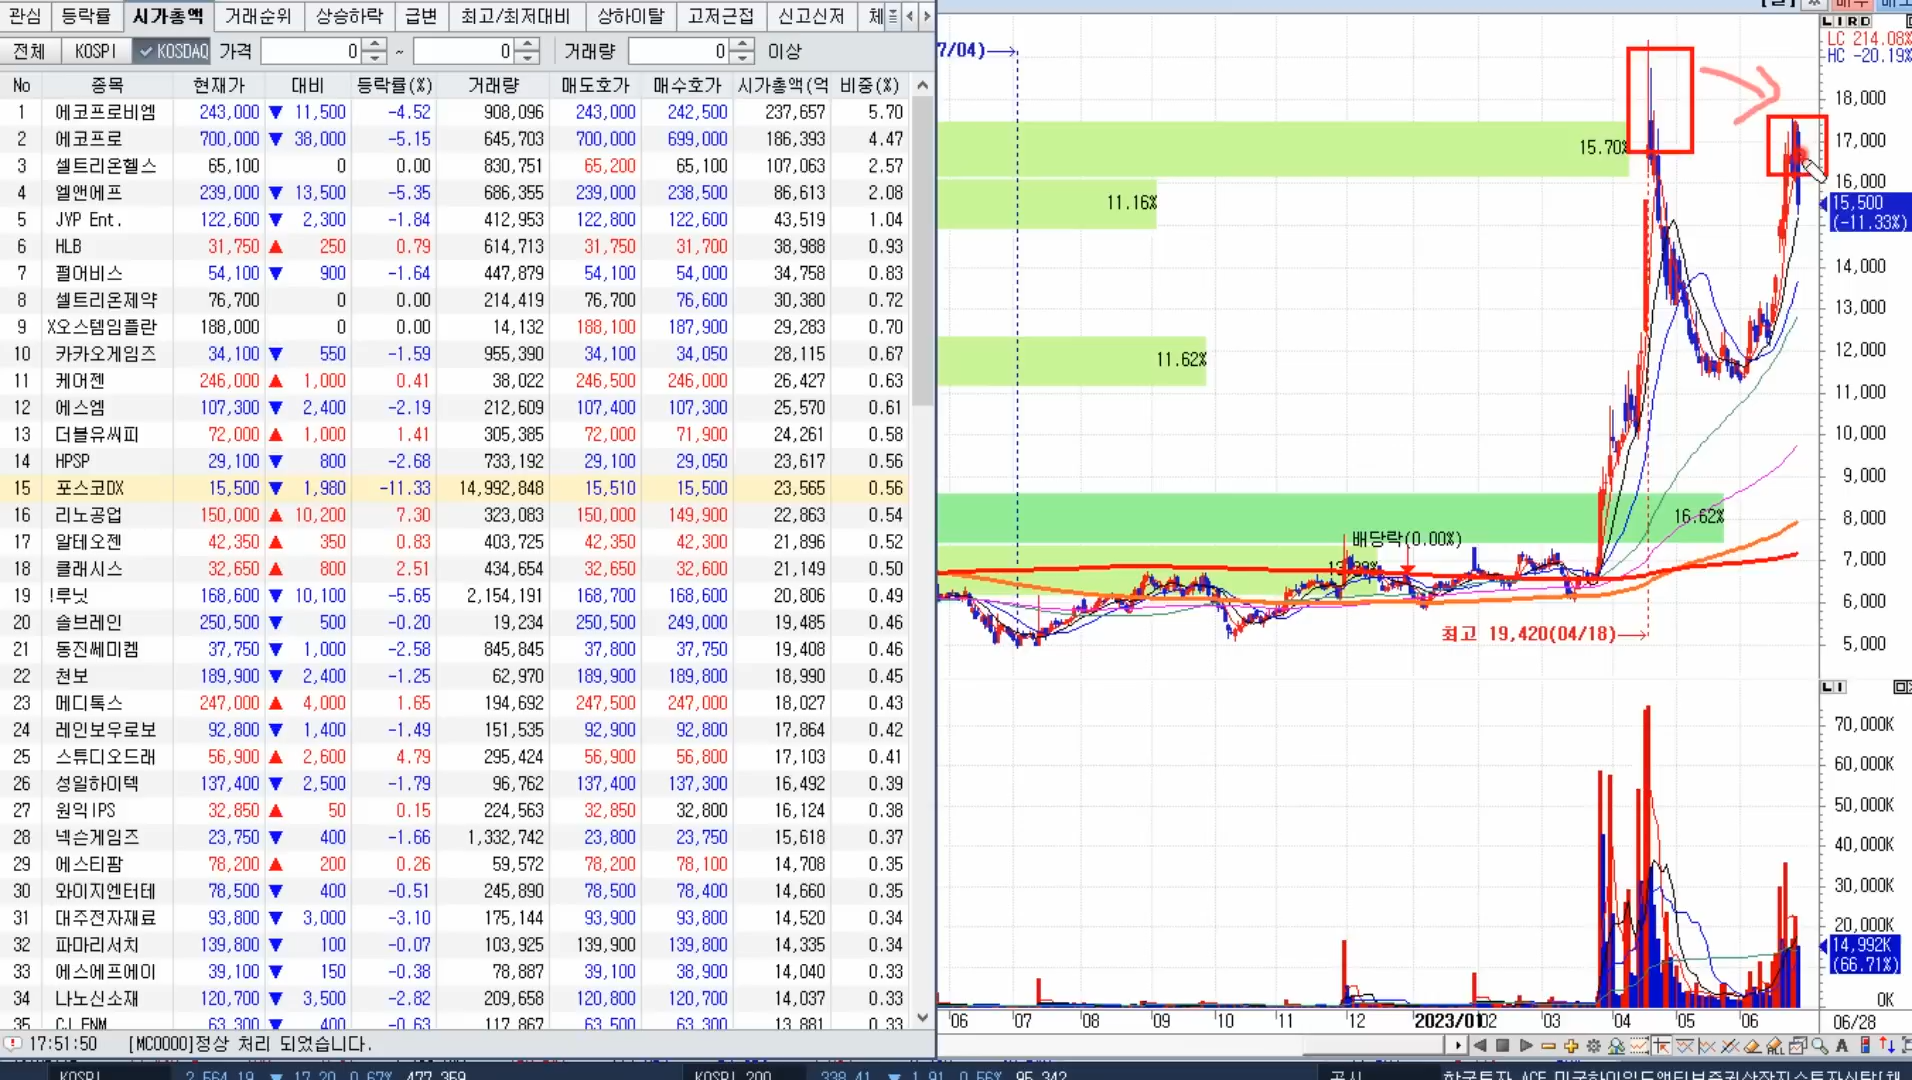 관심 등락률 시가총액 거래순위 상승하락 급변 최고/최저대비 상하이탈 고저근접 신고신저 체
전체 KOSPI KOSDAQ 가격 0 ~ 0 거래량 0 이상
No 종목 현재가 대비 등락률(%) 거래량 매도호가 매수호가 시가총액(억 비중(%)
1 에코프로비엠 243,000 ▼ 11,500 -4.52 908,096 243,000 242,500 237,657 5.70
2 에코프로 700,000 ▼ 38,000 -5.15 645,703 700,000 699,000 186,393 4.47
3 셀트리온헬스 65,100 0 0.00 830,751 65,200 65,100 107,063 2.57
4 엘앤에프 239,000 ▼ 13,500 -5.35 686,355 239,000 238,500 86,613 2.08
5 JYP Ent. 122,600 ▼ 2,300 -1.84 412,953 122,800 122,600 43,519 1.04
6 HLB 31,750 ▲ 250 0.79 614,713 31,750 31,700 38,988 0.93
7 펄어비스 54,100 ▼ 900 -1.64 447,879 54,100 54,000 34,758 0.83
8 셀트리온제약 76,700 0 0.00 214,419 76,700 76,600 30,380 0.72
9 X오스템임플란 188,000 0 0.00 14,132 188,100 187,900 29,283 0.70
10 카카오게임즈 34,100 ▼ 550 -1.59 955,390 34,100 34,050 28,115 0.67
11 케어젠 246,000 ▲ 1,000 0.41 38,022 246,500 246,000 26,427 0.63
12 에스엠 107,300 ▼ 2,400 -2.19 212,609 107,400 107,300 25,570 0.61
13 더블유씨피 72,000 ▲ 1,000 1.41 305,385 72,000 71,900 24,261 0.58
14 HPSP 29,100 ▼ 800 -2.68 733,192 29,100 29,050 23,617 0.56
15 포스코DX 15,500 ▼ 1,980 -11.33 14,992,848 15,510 15,500 23,565 0.56
16 리노공업 150,000 ▲ 10,200 7.30 323,083 150,000 149,900 22,863 0.54
17 알테오젠 42,350 ▲ 350 0.83 403,725 42,350 42,300 21,896 0.52
18 클래시스 32,650 ▲ 800 2.51 434,654 32,650 32,600 21,149 0.50
19 !루닛 168,600 ▼ 10,100 -5.65 2,154,191 168,700 168,600 20,806 0.49
20 솔브레인 250,500 ▼ 500 -0.20 19,234 250,500 249,000 19,485 0.46
21 동진쎄미켐 37,750 ▼ 1,000 -2.58 845,845 37,800 37,750 19,408 0.46
22 천보 189,900 ▼ 2,400 -1.25 62,970 189,900 189,800 18,990 0.45
23 메디톡스 247,000 ▲ 4,000 1.65 194,692 247,500 247,000 18,027 0.43
24 레인보우로보 92,800 ▼ 1,400 -1.49 151,535 92,900 92,800 17,864 0.42
25 스튜디오드래 56,900 ▲ 2,600 4.79 295,424 56,900 56,800 17,103 0.41
26 성일하이텍 137,400 ▼ 2,500 -1.79 96,762 137,400 137,300 16,492 0.39
27 원익IPS 32,850 ▲ 50 0.15 224,563 32,850 32,800 16,124 0.38
28 넥슨게임즈 23,750 ▼ 400 -1.66 1,332,742 23,800 23,750 15,618 0.37
29 에스티팜 78,200 ▲ 200 0.26 59,572 78,200 78,100 14,708 0.35
30 와이지엔터테 78,500 ▼ 400 -0.51 245,890 78,500 78,400 14,660 0.35
31 대주전자재료 93,800 ▼ 3,000 -3.10 175,144 93,900 93,800 14,520 0.34
32 파마리서치 139,800 ▼ 100 -0.07 103,925 139,900 139,800 14,335 0.34
33 에스에프에이 39,100 ▼ 150 -0.38 78,887 39,100 38,900 14,040 0.33
34 나노신소재 120,700 ▼ 3,500 -2.82 209,658 120,800 120,700 14,037 0.33
35 CJ ENM 63,300 ▼ 400 -0.63 117,867 63,500 63,300 13,881 0.33
17:51:50 [MC0000]정상 처리 되었습니다.
7/04)
L I R D
LC 214.08%
HC -20.19%
18,000
17,000
16,000
15,500
(-11.33%)
14,000
13,000
12,000
11,000
10,000
9,000
8,000
7,000
6,000
5,000
15.70%
11.16%
11.62%
16.62%
배당락(0.00%)
최고 19,420(04/18)
L I
70,000K
60,000K
50,000K
40,000K
30,000K
20,000K
14,992K
(66.71%)
0K
06 07 08 09 10 11 12 2023/01 02 03 04 05 06 06/28
A
KOSPI 2,564.19 ▼ 17.20 0.67% 477,359 KOSPI 200 338.41 ▼ 1.91 0.56% 95,342